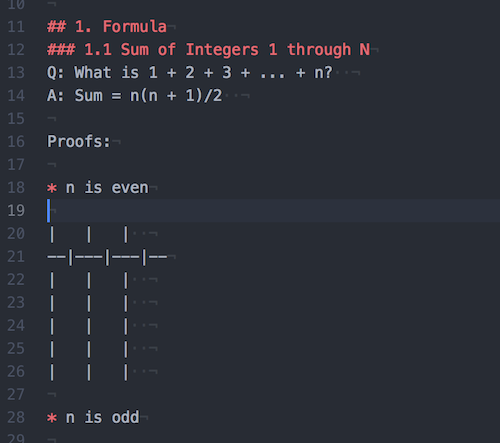 10
11 ## 1. Formula¬
12 ### 1.1 Sum of Integers 1 through N¬
13 Q: What is 1 + 2 + 3 + ... + n?··¬
14 A: Sum = n(n + 1)/2··¬
15 ¬
16 Proofs:¬
17 ¬
18 * n is even¬
19 ¬
20 |   |   |··¬
21 --|---|---|--¬
22 |   |   |··¬
23 |   |   |··¬
24 |   |   |··¬
25 |   |   |··¬
26 |   |   |··¬
27 ¬
28 * n is odd¬
29 ¬